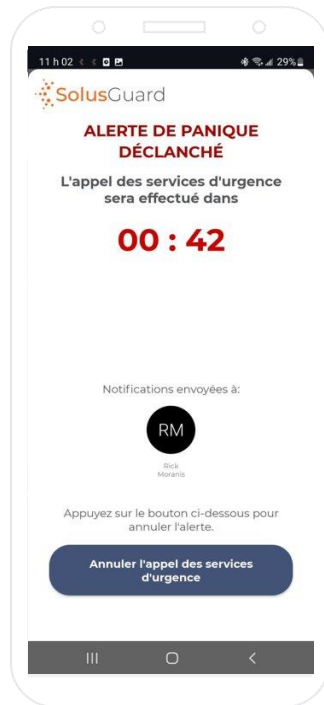 11 h 02 29%
SolusGuard
ALERTE DE PANIQUE
DÉCLANCHÉ
L'appel des services d'urgence
sera effectué dans
00 : 42
Notifications envoyées à:
RM
Rick
Moranis
Appuyez sur le bouton ci-dessous pour
annuler l'alerte.
Annuler l'appel des services
d'urgence